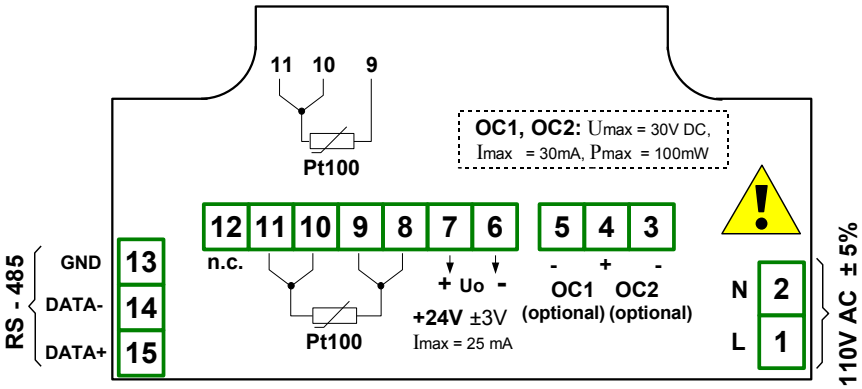 11 10 9
Pt100
OC1, OC2: Umax = 30V DC,
Imax = 30mA, Pmax = 100mW
12 11 10 9 8 7 6 5 4 3
n.c.
+ Uo -
- + -
OC1 OC2
(optional) (optional)
+24V ±3V
Imax = 25 mA
Pt100
RS - 485
GND 13
DATA- 14
DATA+ 15
N 2
L 1
110V AC ± 5%
!